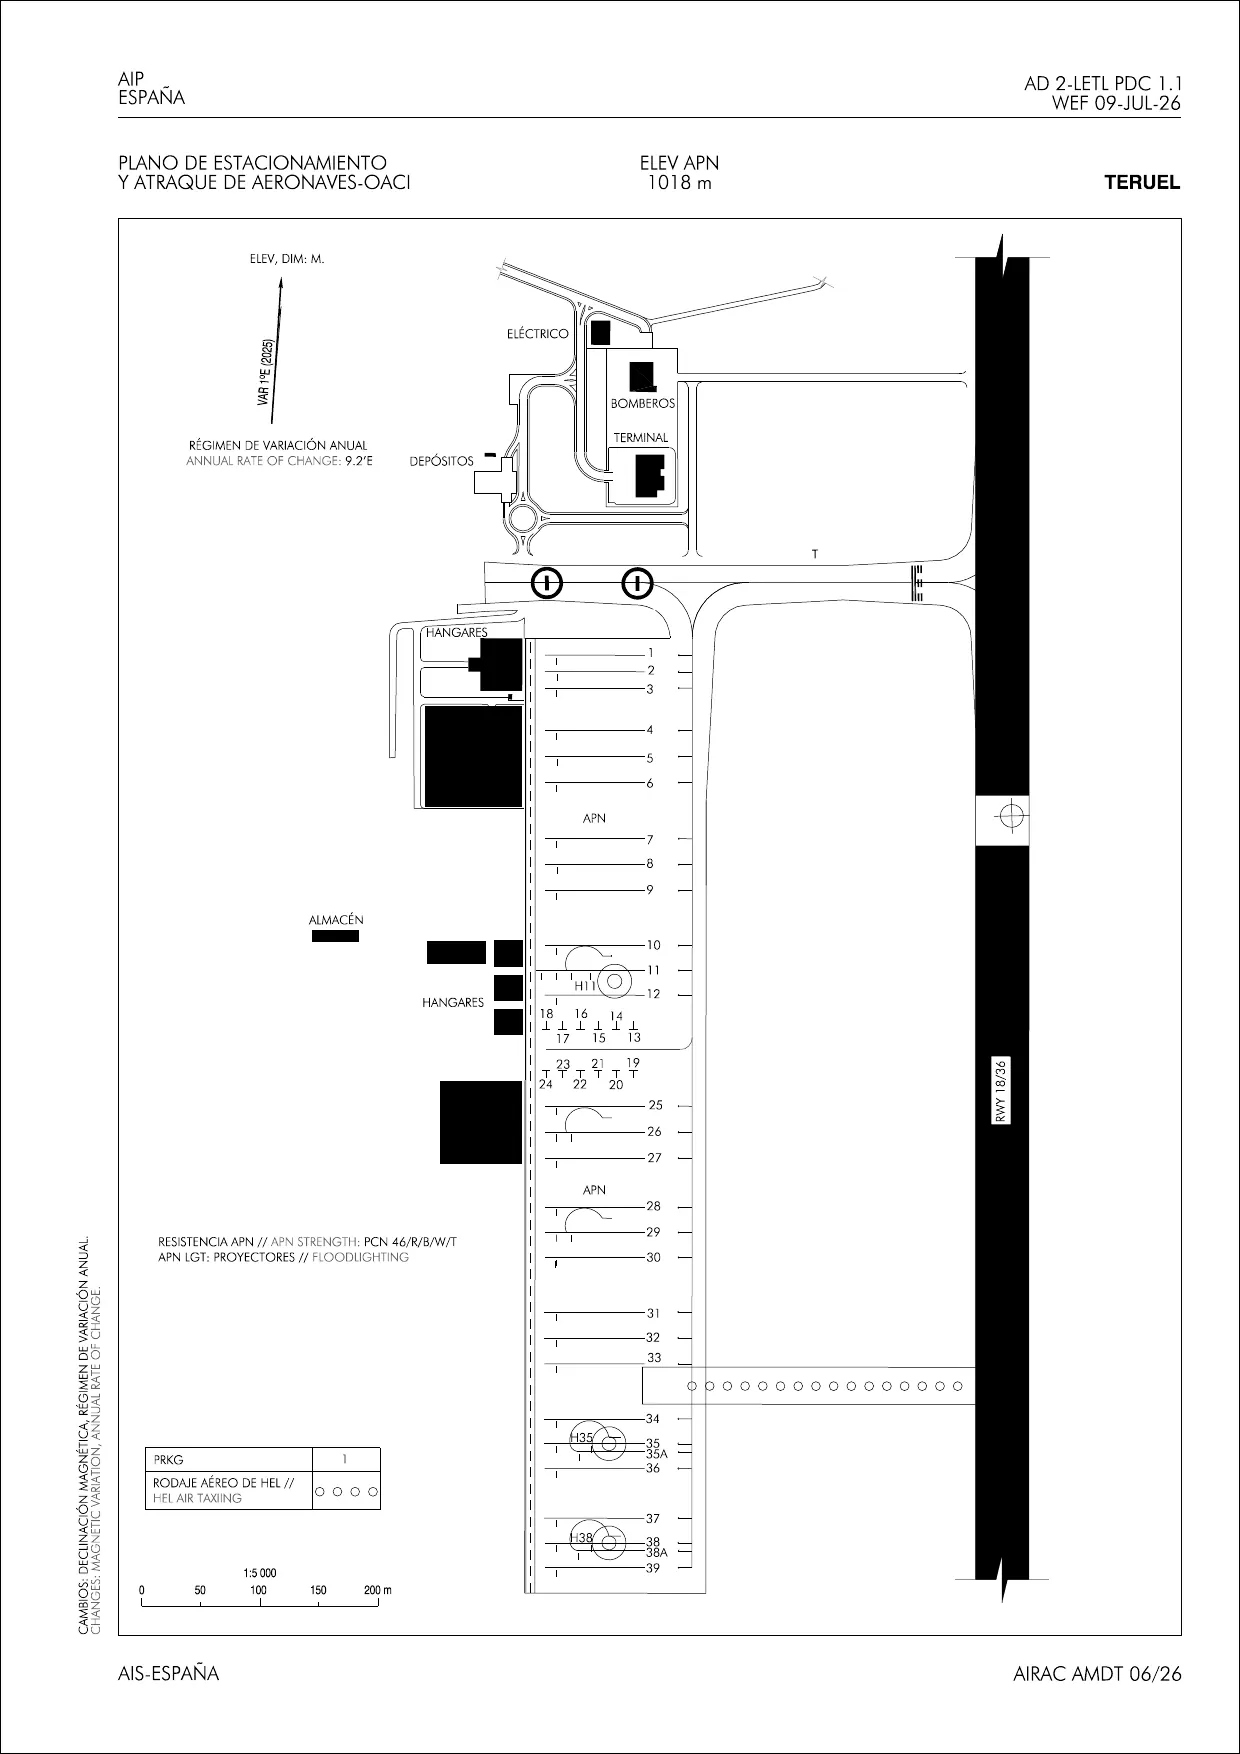 AIP
ESPAÑA
AD 2-LETL PDC 1.1
WEF 09-JUL-26
PLANO DE ESTACIONAMIENTO
Y ATRAQUE DE AERONAVES-OACI
ELEV APN
1018 m
TERUEL
ELEV, DIM: M.
VAR 1ºE (2025)
RÉGIMEN DE VARIACIÓN ANUAL
ANNUAL RATE OF CHANGE: 9.2'E
ELÉCTRICO
BOMBEROS
TERMINAL
DEPÓSITOS
T
HANGARES
1
2
3
4
5
6
APN
7
8
9
ALMACÉN
10
11
H11
12
HANGARES
18 16 14
17 15 13
23 21 19
24 22 20
RWY 18/36
25
26
27
APN
28
29
30
RESISTENCIA APN // APN STRENGTH: PCN 46/R/B/W/T
APN LGT: PROYECTORES // FLOODLIGHTING
31
32
33
34
H35
35
35A
36
37
H38
38
38A
39
PRKG 1
RODAJE AÉREO DE HEL //
HEL AIR TAXIING
1:5 000
0 50 100 150 200 m
CAMBIOS: DECLINACIÓN MAGNÉTICA, RÉGIMEN DE VARIACIÓN ANUAL.
CHANGES: MAGNETIC VARIATION, ANNUAL RATE OF CHANGE.
AIS-ESPAÑA
AIRAC AMDT 06/26